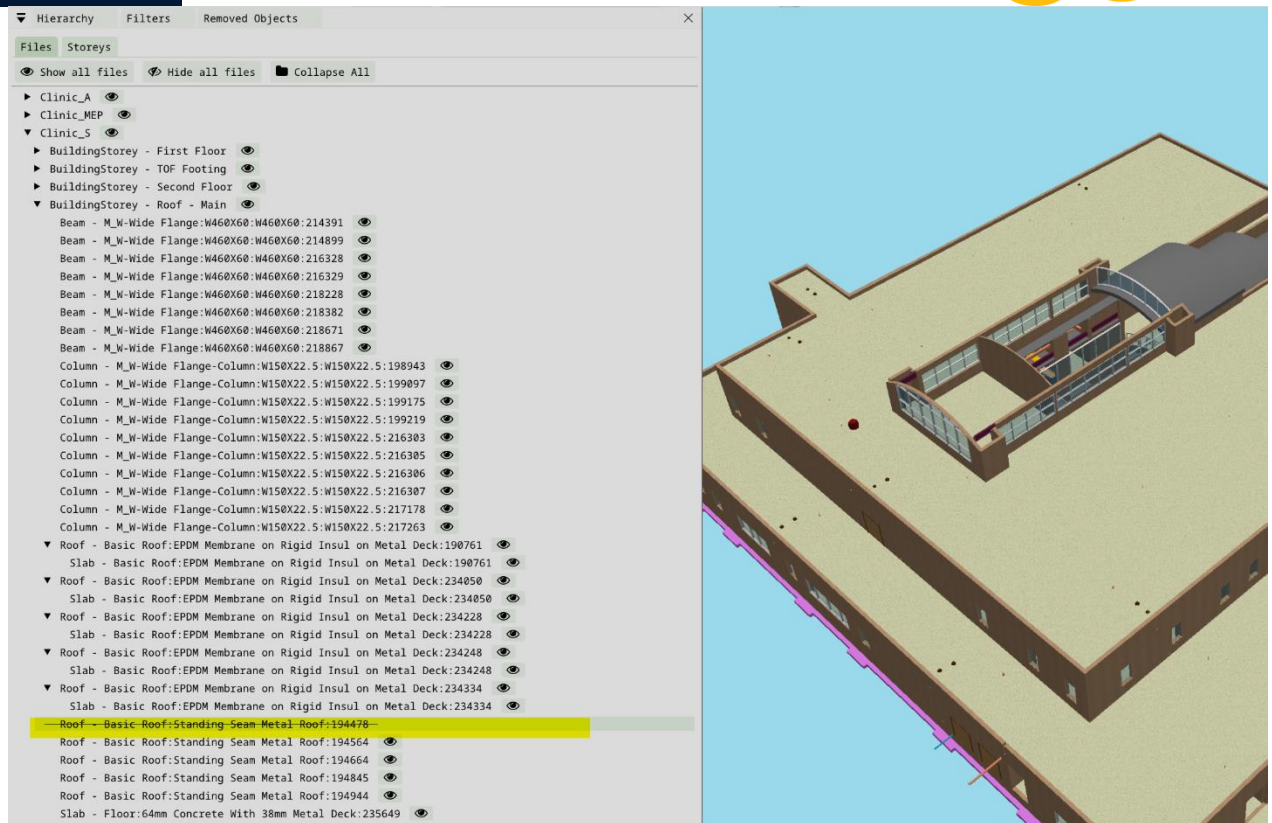 Hierarchy Filters Removed Objects
Files Storeys
Show all files Hide all files Collapse All
Clinic_A
Clinic_MEP
Clinic_S
BuildingStorey - First Floor
BuildingStorey - TOF Footing
BuildingStorey - Second Floor
BuildingStorey - Roof - Main
Beam - M_W-Wide Flange:W460X60:W460X60:214391
Beam - M_W-Wide Flange:W460X60:W460X60:214899
Beam - M_W-Wide Flange:W460X60:W460X60:216328
Beam - M_W-Wide Flange:W460X60:W460X60:216329
Beam - M_W-Wide Flange:W460X60:W460X60:218228
Beam - M_W-Wide Flange:W460X60:W460X60:218382
Beam - M_W-Wide Flange:W460X60:W460X60:218671
Beam - M_W-Wide Flange:W460X60:W460X60:218867
Column - M_W-Wide Flange-Column:W150X22.5:W150X22.5:198943
Column - M_W-Wide Flange-Column:W150X22.5:W150X22.5:199097
Column - M_W-Wide Flange-Column:W150X22.5:W150X22.5:199175
Column - M_W-Wide Flange-Column:W150X22.5:W150X22.5:199219
Column - M_W-Wide Flange-Column:W150X22.5:W150X22.5:216303
Column - M_W-Wide Flange-Column:W150X22.5:W150X22.5:216305
Column - M_W-Wide Flange-Column:W150X22.5:W150X22.5:216306
Column - M_W-Wide Flange-Column:W150X22.5:W150X22.5:216307
Column - M_W-Wide Flange-Column:W150X22.5:W150X22.5:217178
Column - M_W-Wide Flange-Column:W150X22.5:W150X22.5:217263
Roof - Basic Roof:EPDM Membrane on Rigid Insul on Metal Deck:190761
Slab - Basic Roof:EPDM Membrane on Rigid Insul on Metal Deck:190761
Roof - Basic Roof:EPDM Membrane on Rigid Insul on Metal Deck:234050
Slab - Basic Roof:EPDM Membrane on Rigid Insul on Metal Deck:234050
Roof - Basic Roof:EPDM Membrane on Rigid Insul on Metal Deck:234228
Slab - Basic Roof:EPDM Membrane on Rigid Insul on Metal Deck:234228
Roof - Basic Roof:EPDM Membrane on Rigid Insul on Metal Deck:234248
Slab - Basic Roof:EPDM Membrane on Rigid Insul on Metal Deck:234248
Roof - Basic Roof:EPDM Membrane on Rigid Insul on Metal Deck:234334
Slab - Basic Roof:EPDM Membrane on Rigid Insul on Metal Deck:234334
Roof - Basic Roof:Standing Seam Metal Roof:194478
Roof - Basic Roof:Standing Seam Metal Roof:194564
Roof - Basic Roof:Standing Seam Metal Roof:194664
Roof - Basic Roof:Standing Seam Metal Roof:194845
Roof - Basic Roof:Standing Seam Metal Roof:194944
Slab - Floor:64mm Concrete With 38mm Metal Deck:235649